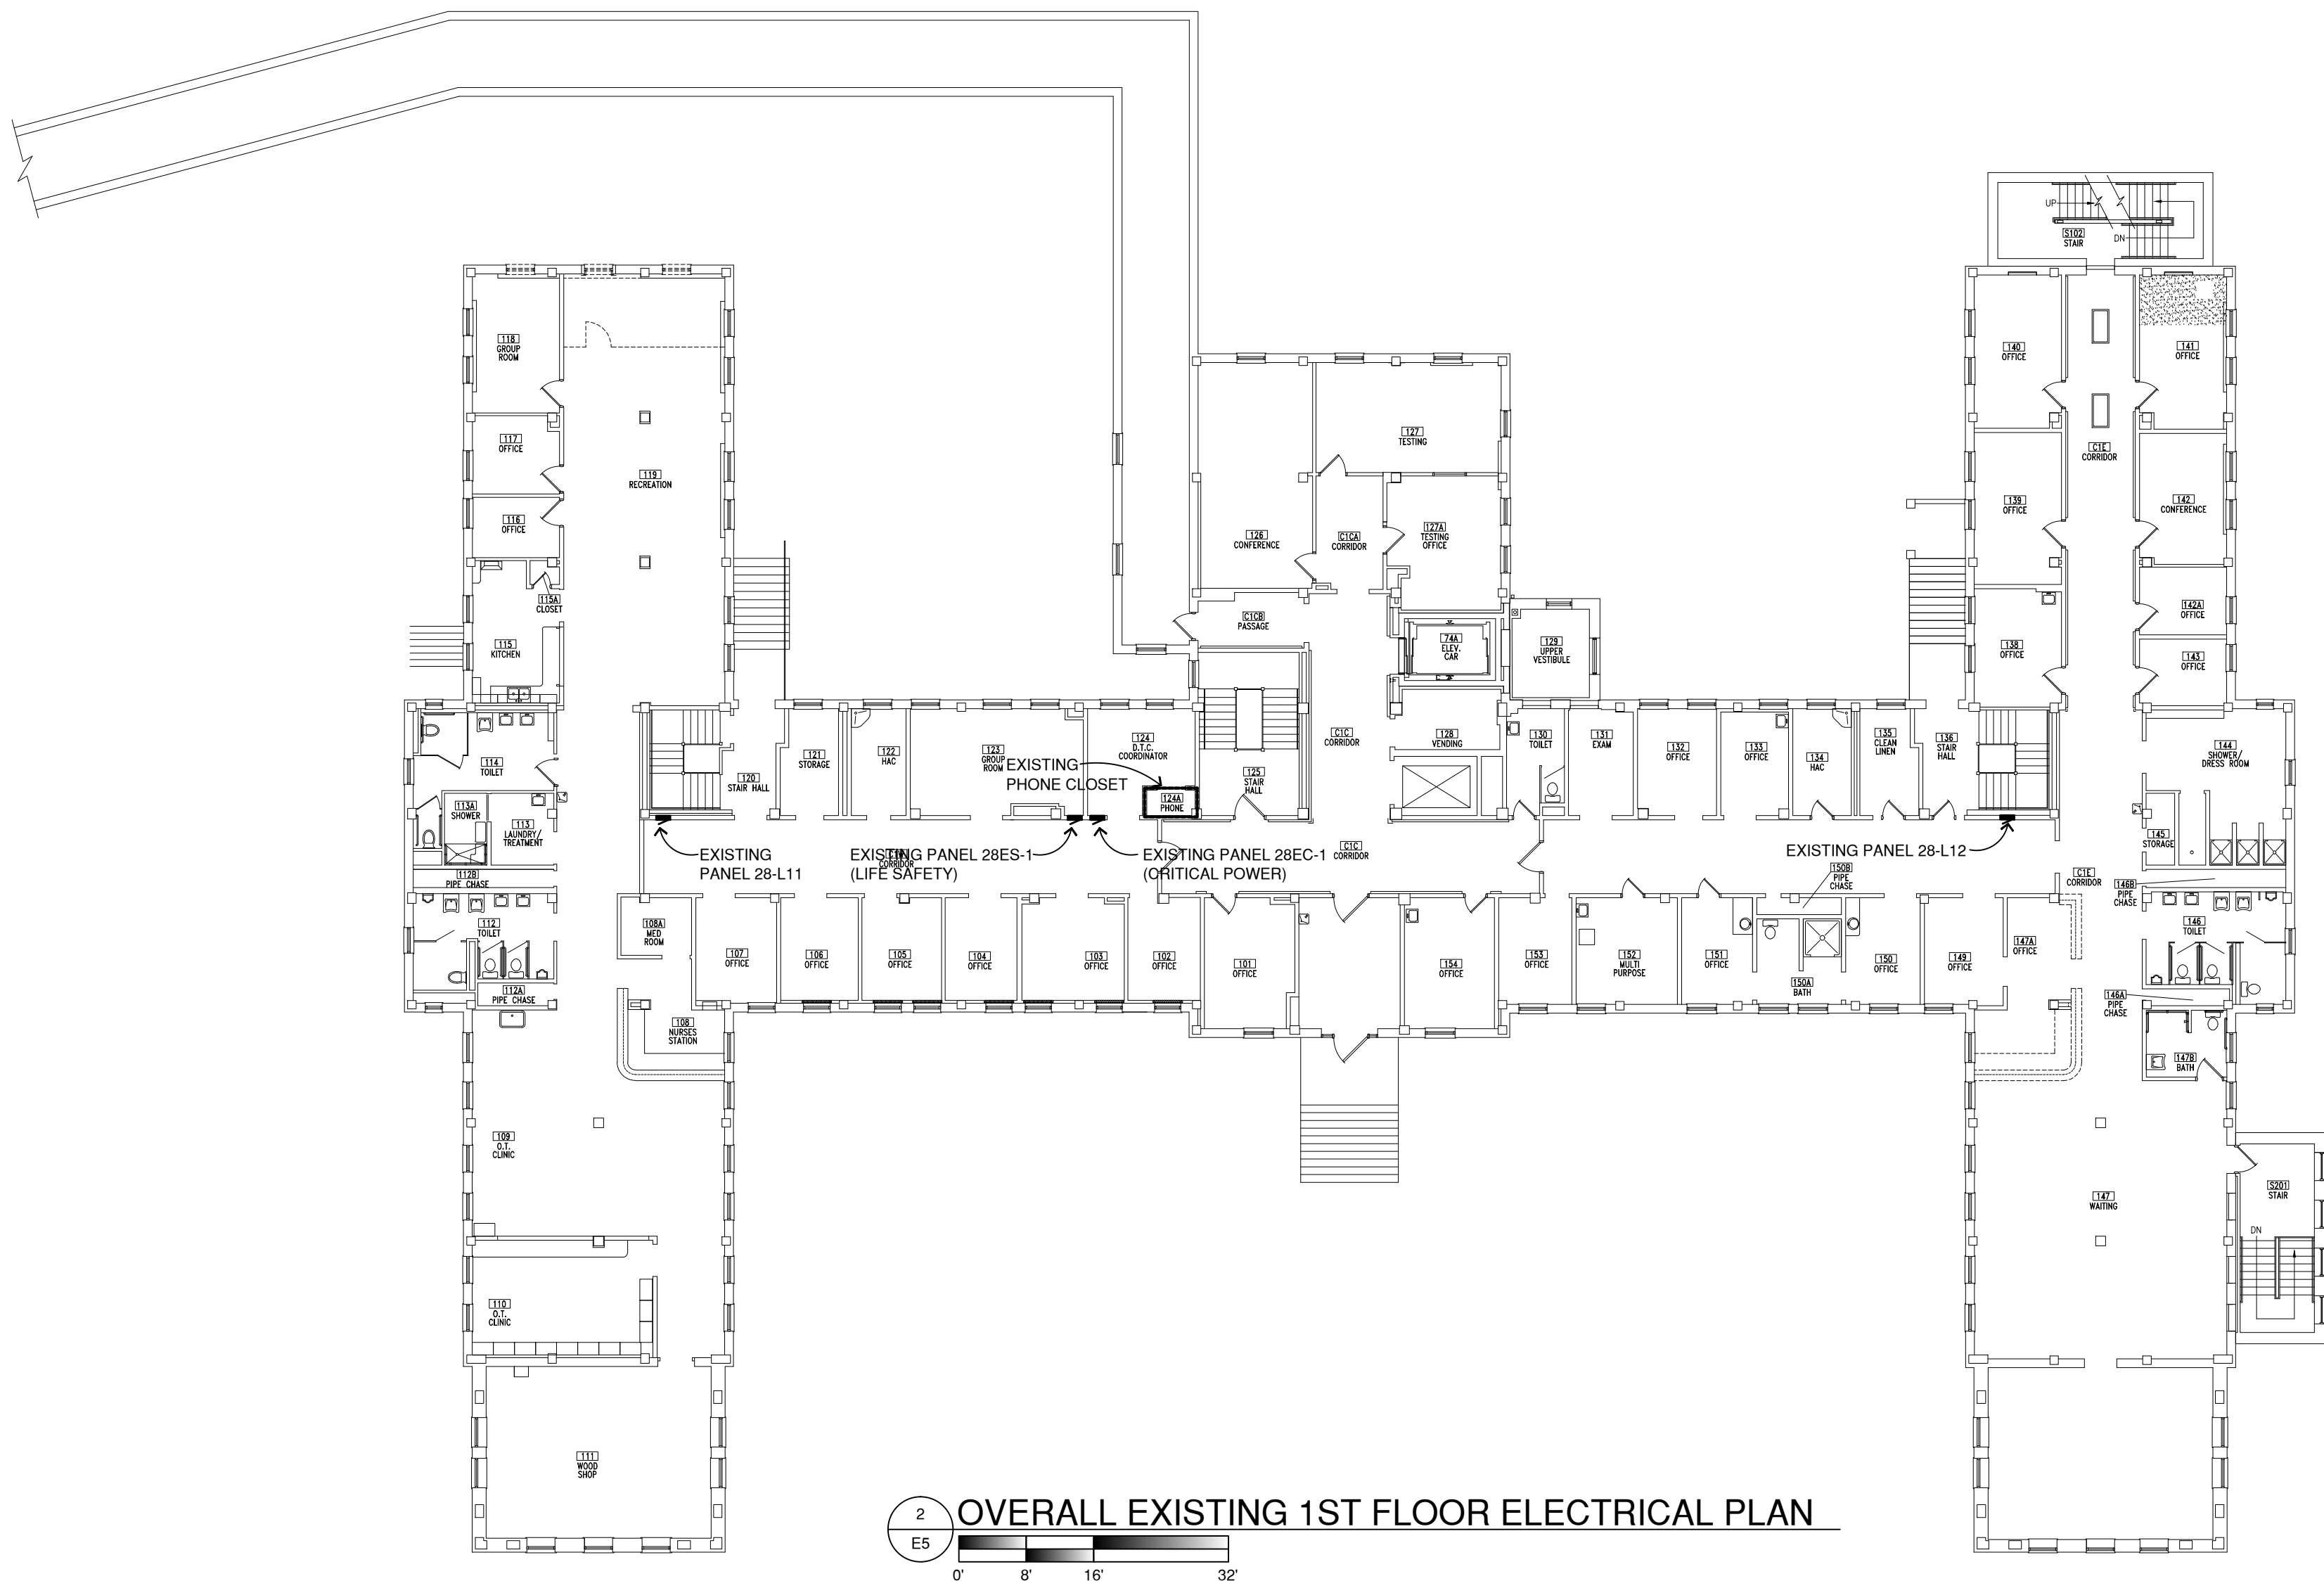 UP
S102
STAIR
DN
118
GROUP
ROOM
140
OFFICE
141
OFFICE
117
OFFICE
127
TESTING
C1E
CORRIDOR
119
RECREATION
139
OFFICE
142
CONFERENCE
116
OFFICE
126
CONFERENCE
C1CA
CORRIDOR
127A
TESTING
OFFICE
115A
CLOSET
142A
OFFICE
C1CB
PASSAGE
74A
ELEV.
CAR
129
UPPER
VESTIBULE
115
KITCHEN
138
OFFICE
143
OFFICE
114
TOILET
120
STAIR HALL
121
STORAGE
122
HAC
123
GROUP
ROOM
124
D.T.C.
COORDINATOR
EXISTING
PHONE CLOSET
124A
PHONE
125
STAIR
HALL
C1C
CORRIDOR
128
VENDING
130
TOILET
131
EXAM
132
OFFICE
133
OFFICE
134
HAC
135
CLEAN
LINEN
136
STAIR
HALL
144
SHOWER/
DRESS ROOM
113A
SHOWER
113
LAUNDRY/
TREATMENT
145
STORAGE
EXISTING
PANEL 28-L11
EXISTING PANEL 28ES-1
(LIFE SAFETY)
CORRIDOR
EXISTING PANEL 28EC-1
(CRITICAL POWER)
C1C
CORRIDOR
EXISTING PANEL 28-L12
112B
PIPE CHASE
150B
PIPE
CHASE
C1E
CORRIDOR
146B
PIPE
CHASE
112
TOILET
108A
MED
ROOM
107
OFFICE
106
OFFICE
105
OFFICE
104
OFFICE
103
OFFICE
102
OFFICE
101
OFFICE
154
OFFICE
153
OFFICE
152
MULTI
PURPOSE
151
OFFICE
150A
BATH
150
OFFICE
149
OFFICE
147A
OFFICE
146
TOILET
112A
PIPE CHASE
146A
PIPE
CHASE
108
NURSES
STATION
147B
BATH
109
O.T.
CLINIC
147
WAITING
S201
STAIR
DN
110
O.T.
CLINIC
111
WOOD
SHOP
2
E5
OVERALL EXISTING 1ST FLOOR ELECTRICAL PLAN
0' 8' 16' 32'